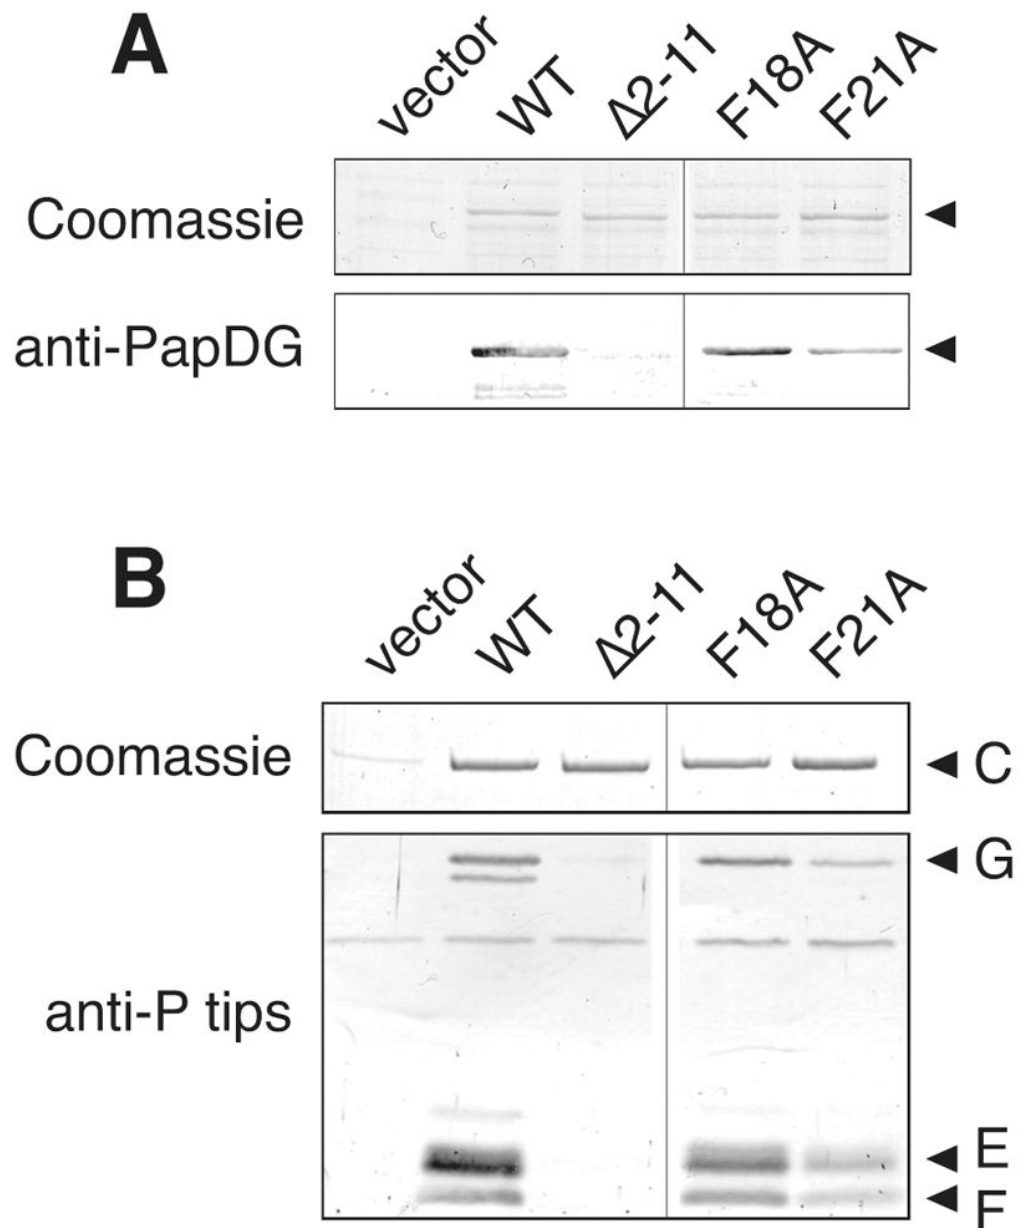 A
vector WT Δ2-11 F18A F21A
Coomassie
anti-PapDG
B
vector WT Δ2-11 F18A F21A
Coomassie
C
G
anti-P tips
E
F